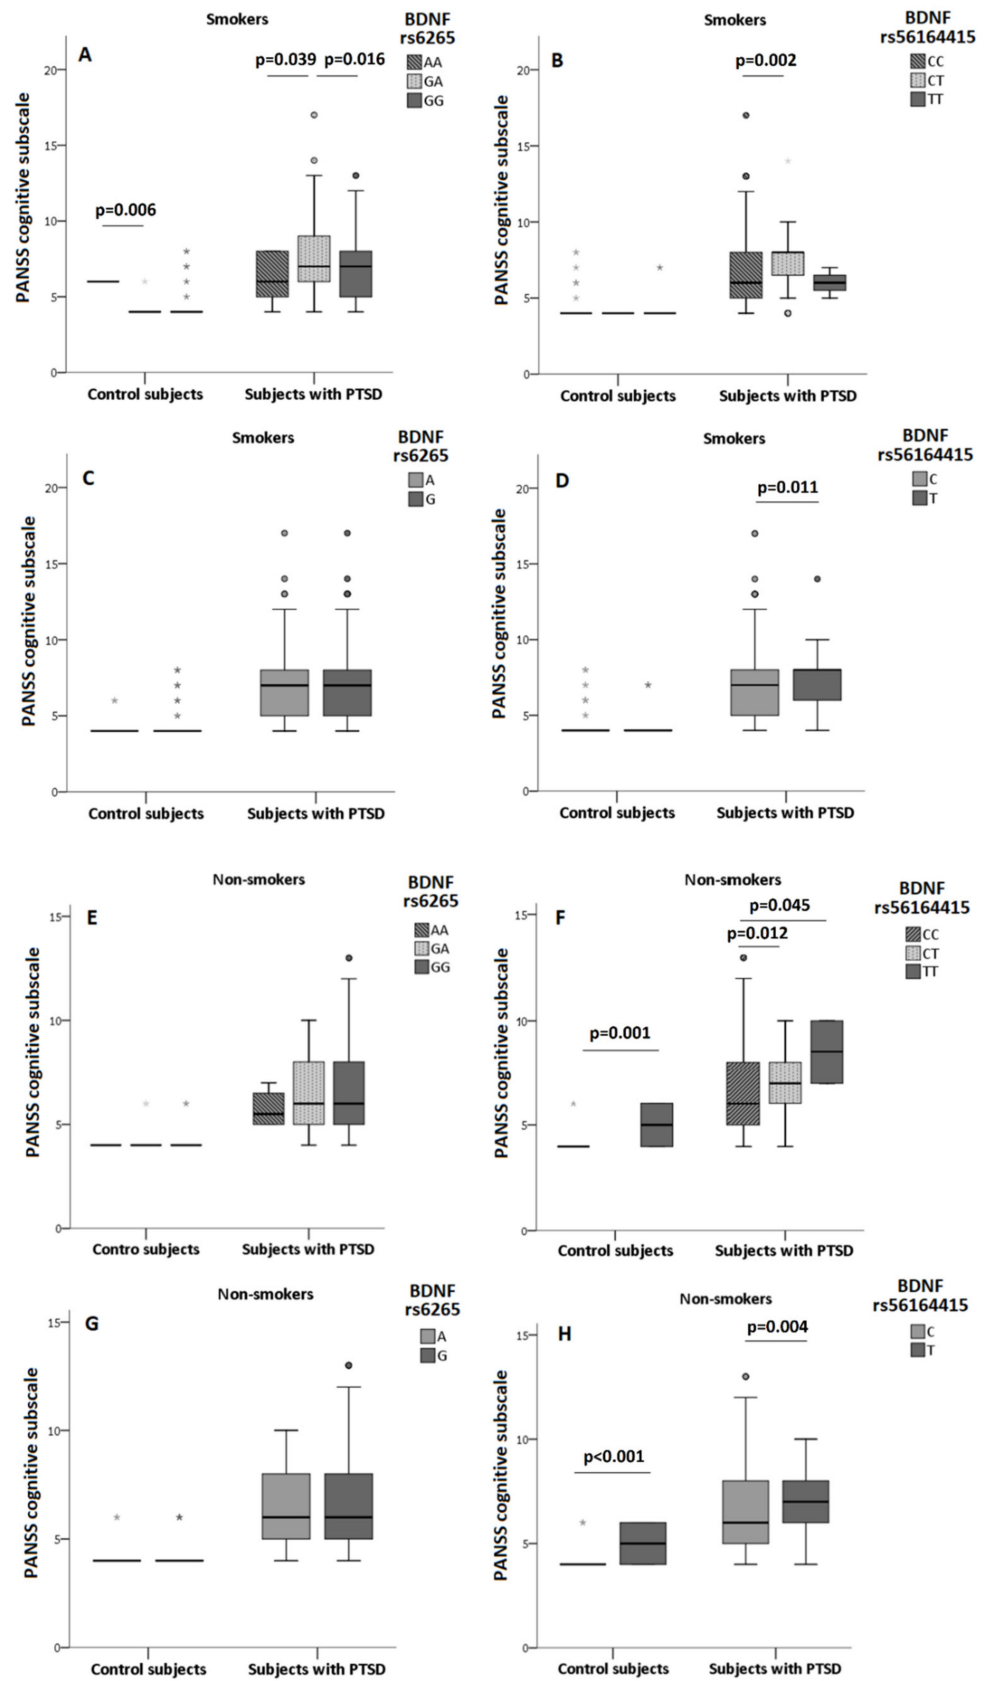 Smokers
BDNF
rs6265
A
AA
GA
GG
p=0.039 p=0.016
p=0.006
PANSS cognitive subscale
20
15
10
5
0
Control subjects
Subjects with PTSD
Smokers
BDNF
rs56164415
B
CC
CT
TT
p=0.002
PANSS cognitive subscale
20
15
10
5
0
Control subjects
Subjects with PTSD
Smokers
BDNF
rs6265
C
A
G
PANSS cognitive subscale
20
15
10
5
0
Control subjects
Subjects with PTSD
Smokers
BDNF
rs56164415
D
C
T
p=0.011
PANSS cognitive subscale
20
15
10
5
0
Control subjects
Subjects with PTSD
Non-smokers
BDNF
rs6265
E
AA
GA
GG
PANSS cognitive subscale
15
10
5
0
Contro subjects
Subjects with PTSD
Non-smokers
BDNF
rs56164415
F
CC
CT
TT
p=0.045
p=0.012
p=0.001
PANSS cognitive subscale
15
10
5
0
Control subjects
Subjects with PTSD
Non-smokers
BDNF
rs6265
G
A
G
PANSS cognitive subscale
15
10
5
0
Control subjects
Subjects with PTSD
Non-smokers
BDNF
rs56164415
H
C
T
p=0.004
p<0.001
PANSS cognitive subscale
15
10
5
0
Control subjects
Subjects with PTSD